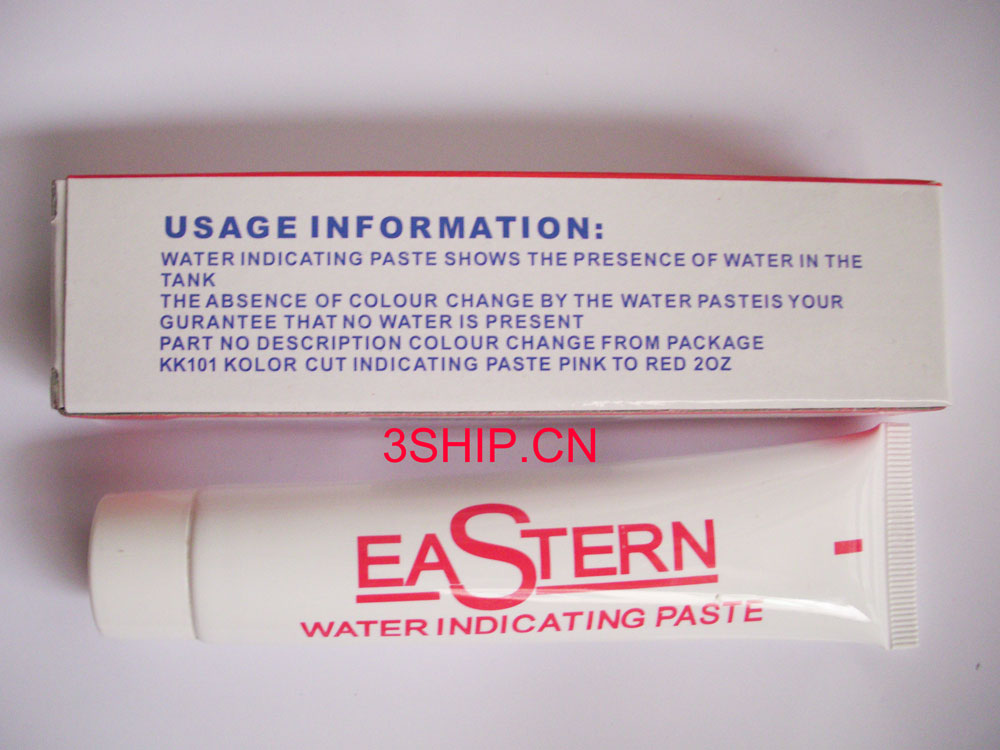 USAGE INFORMATION:
WATER INDICATING PASTE SHOWS THE PRESENCE OF WATER IN THE
TANK
THE ABSENCE OF COLOUR CHANGE BY THE WATER PASTEIS YOUR
GURANTEE THAT NO WATER IS PRESENT
PART NO DESCRIPTION COLOUR CHANGE FROM PACKAGE
KK101 KOLOR CUT INDICATING PASTE PINK TO RED 2OZ
3SHIP.CN
EASTERN
WATER INDICATING PASTE